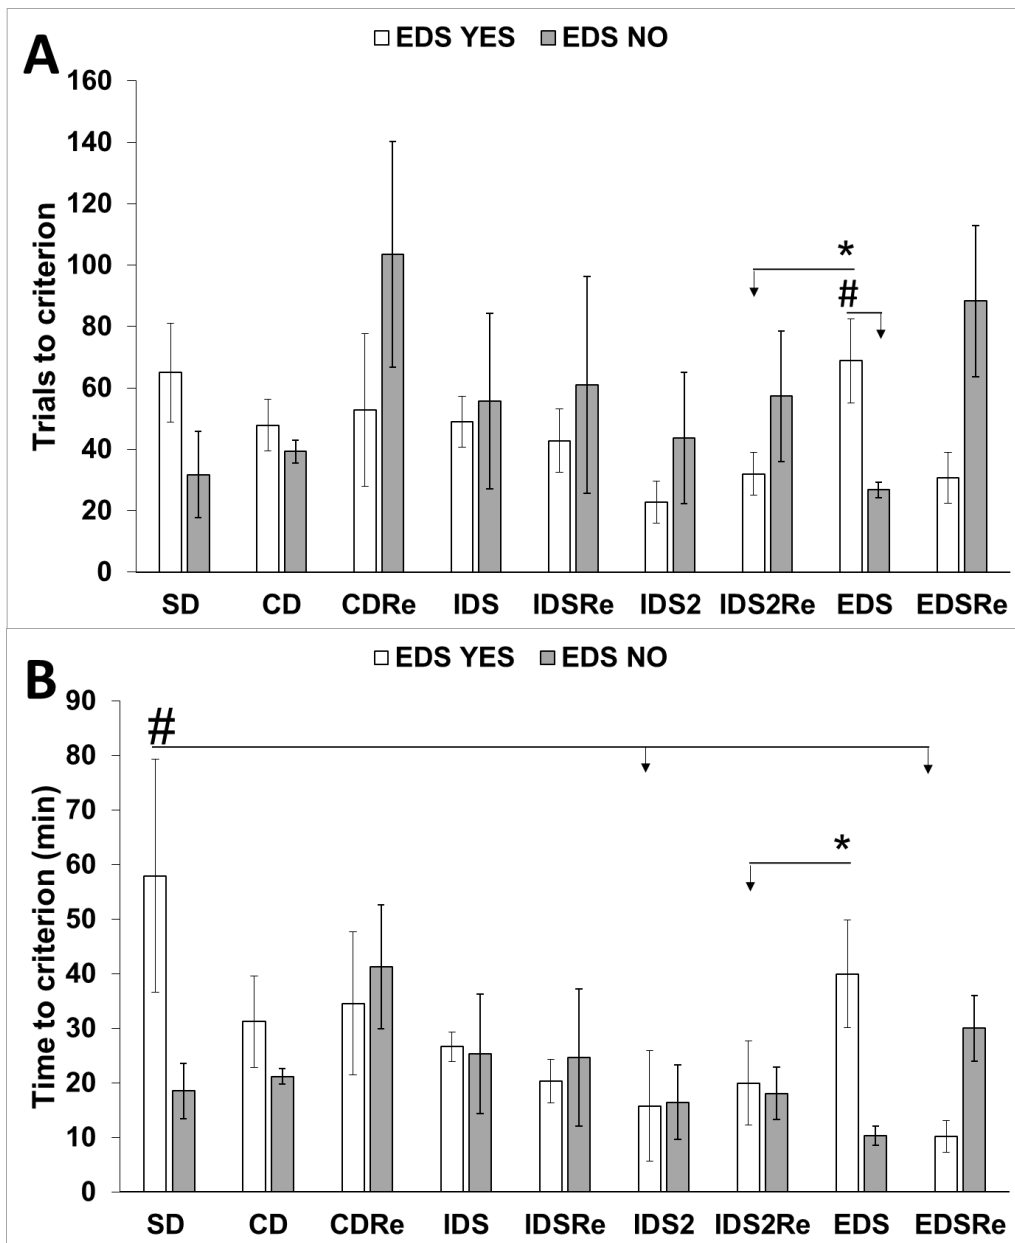 A
EDS YES EDS NO
Trials to criterion
160
140
120
100
80
60
40
20
0
*
#
SD CD CDRe IDS IDSRe IDS2 IDS2Re EDS EDSRe
B
EDS YES EDS NO
Time to criterion (min)
90
80
70
60
50
40
30
20
10
0
#
*
SD CD CDRe IDS IDSRe IDS2 IDS2Re EDS EDSRe